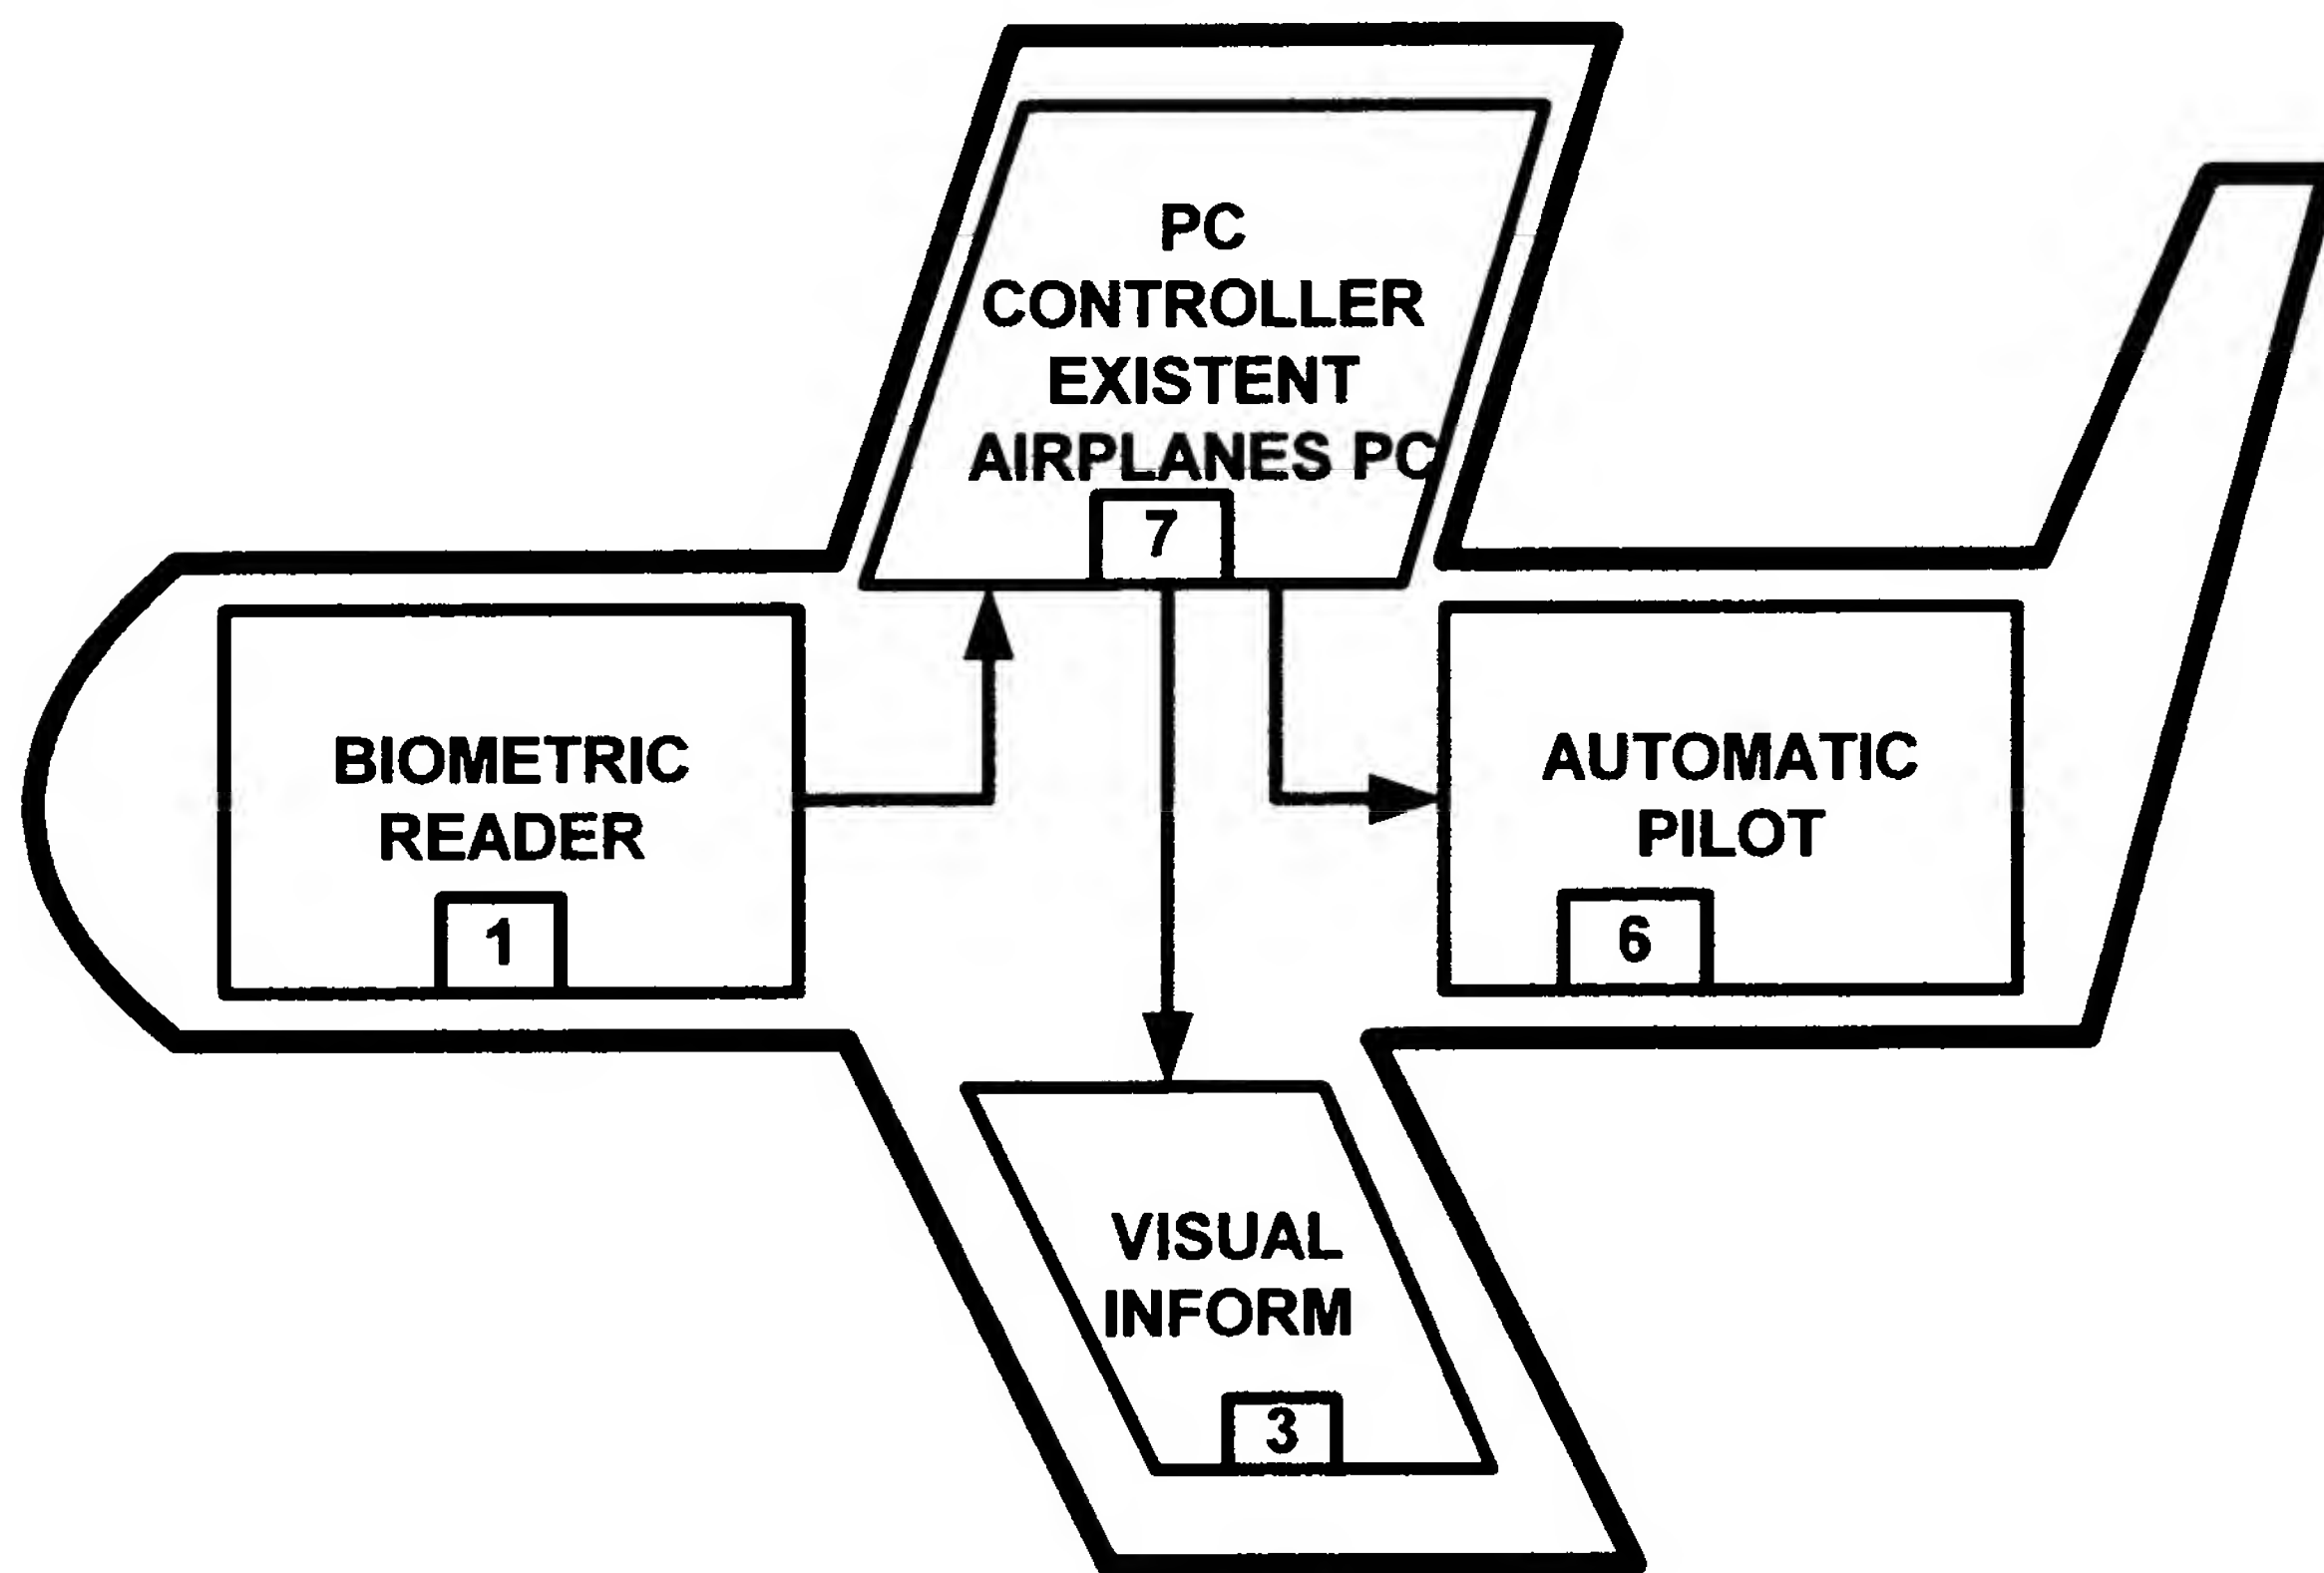 PC
CONTROLLER
EXISTENT
AIRPLANES PC
7
BIOMETRIC
READER
1
AUTOMATIC
PILOT
6
VISUAL
INFORM
3